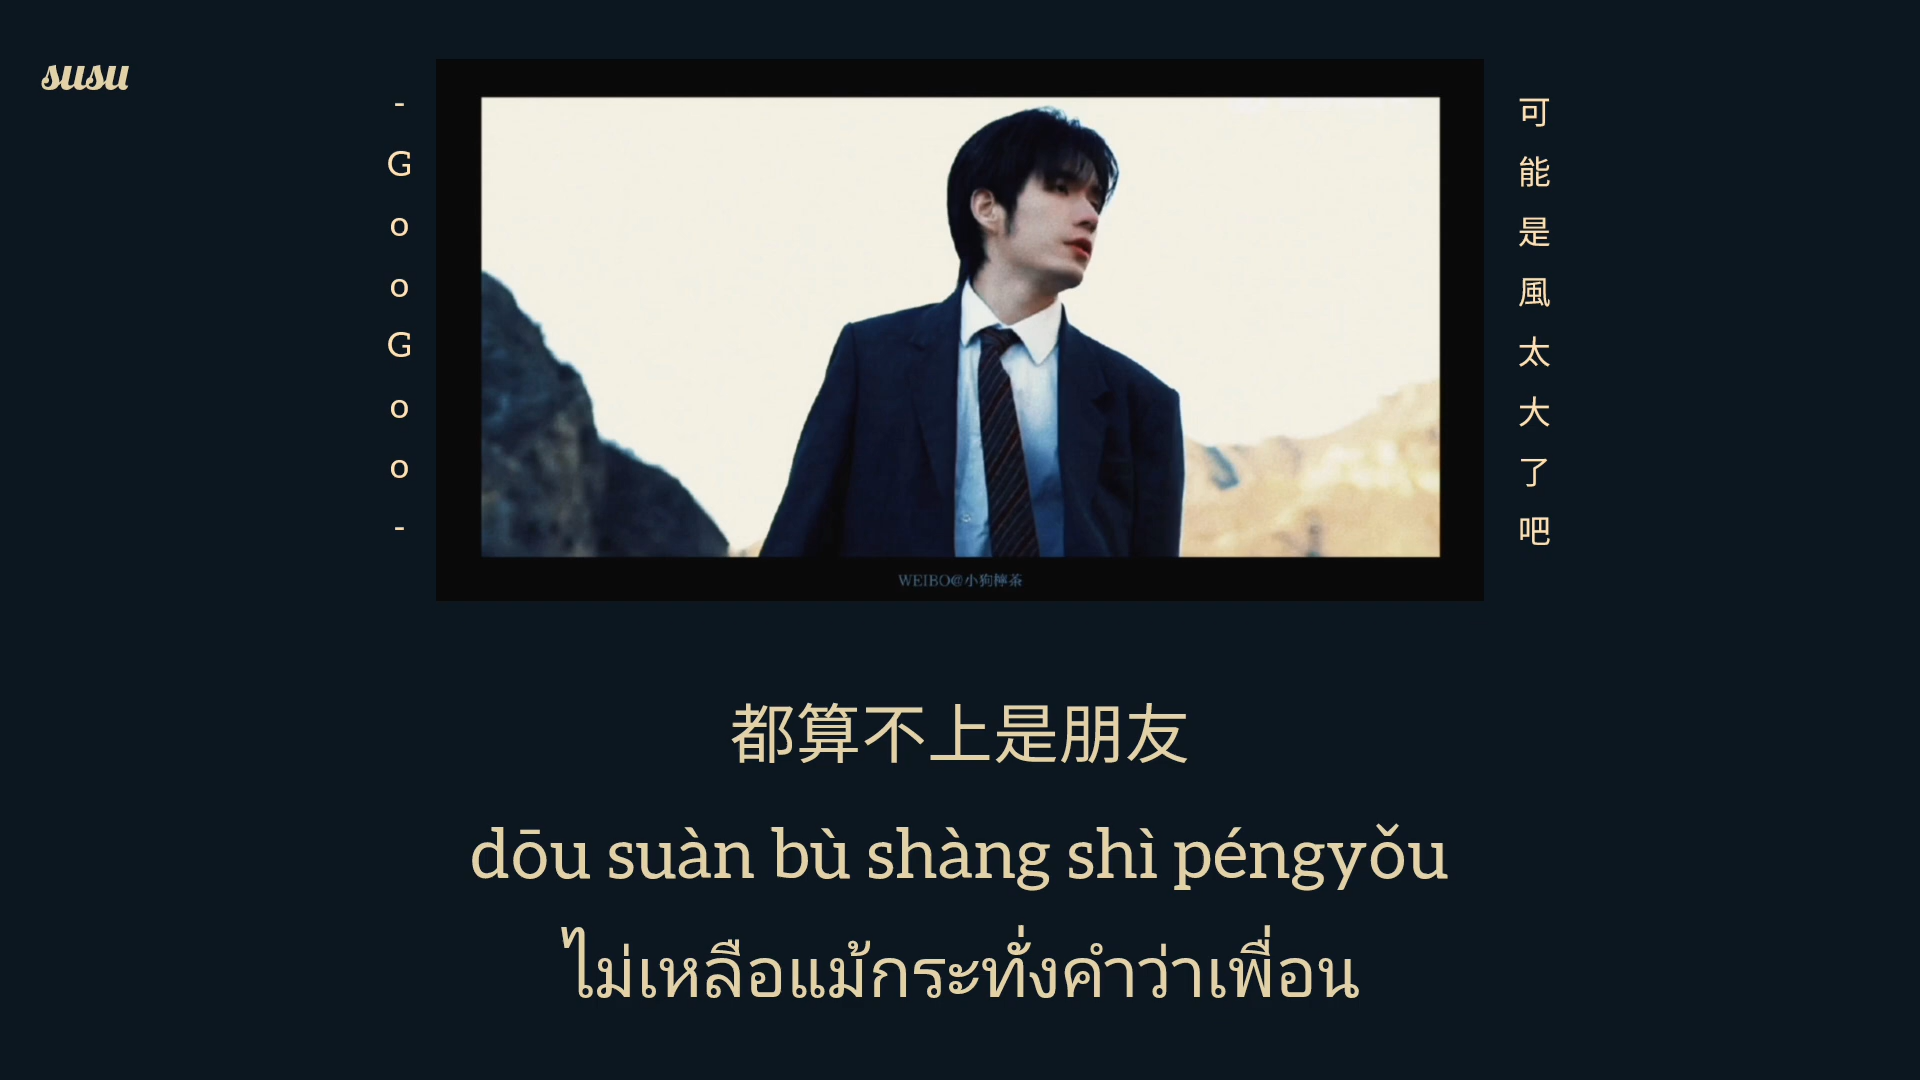 susu
-GooGoo-
可能是風太大了吧
WEIBO@小狗檸茶
都算不上是朋友
dōu suàn bù shàng shì péngyǒu
ไม่เหลือแม้กระทั่งคำว่าเพื่อน